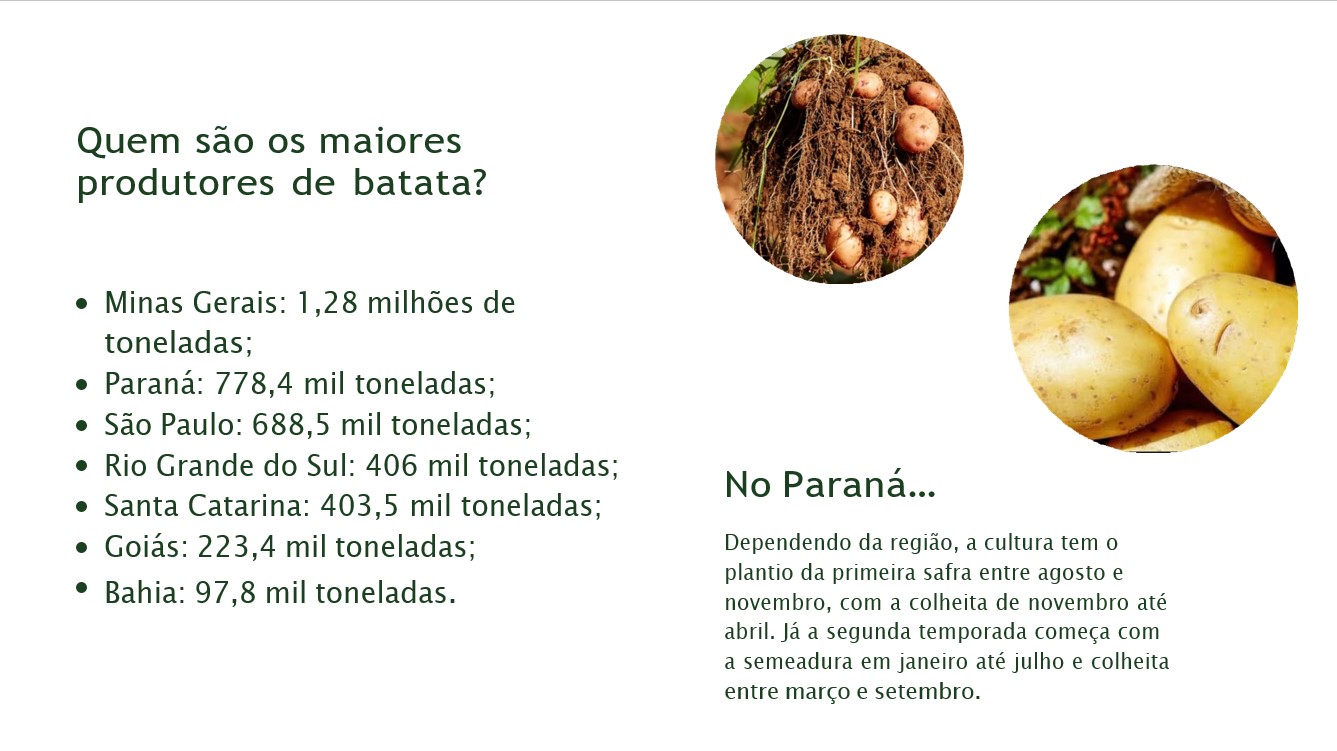 Quem são os maiores
produtores de batata?
• Minas Gerais: 1,28 milhões de
toneladas;
• Paraná: 778,4 mil toneladas;
• São Paulo: 688,5 mil toneladas;
• Rio Grande do Sul: 406 mil toneladas;
• Santa Catarina: 403,5 mil toneladas;
• Goiás: 223,4 mil toneladas;
• Bahia: 97,8 mil toneladas.
No Paraná...
Dependendo da região, a cultura tem o
plantio da primeira safra entre agosto e
novembro, com a colheita de novembro até
abril. Já a segunda temporada começa com
a semeadura em janeiro até julho e colheita
entre março e setembro.